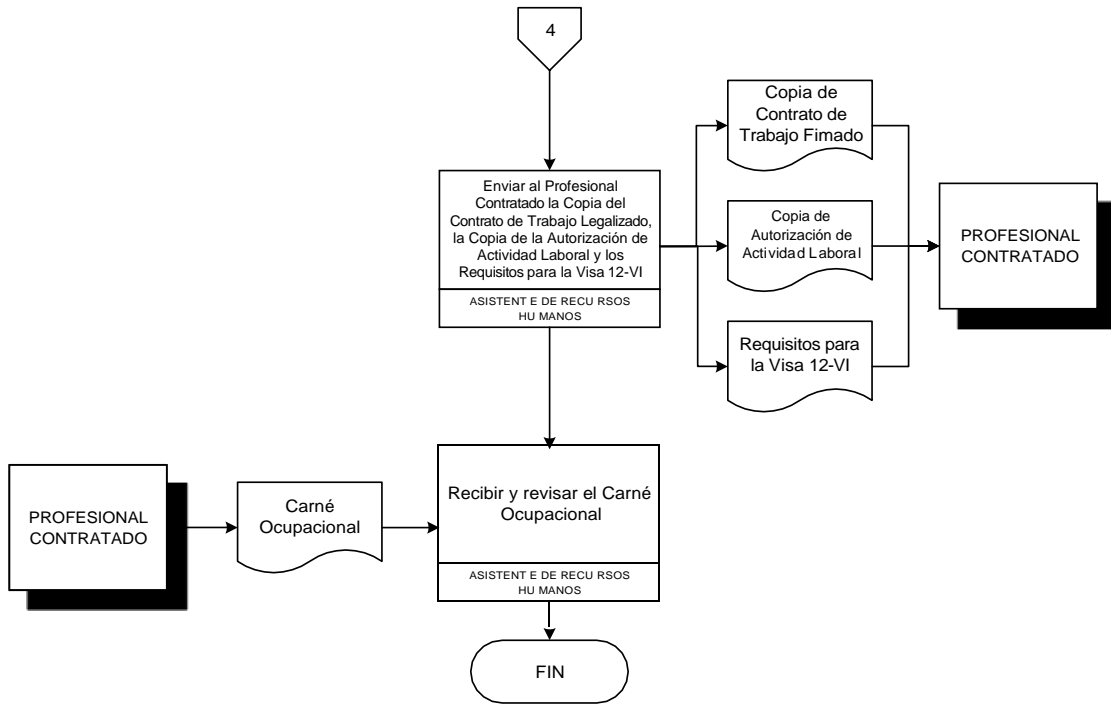 4
Copia de
Contrato de
Trabajo Fimado
Enviar al Profesional
Contratado la Copia del
Contrato de Trabajo Legalizado,
la Copia de la Autorización de
Actividad Laboral y los
Requisitos para la Visa 12-VI
ASISTENT E DE RECU RSOS
HU MANOS
Copia de
Autorización de
Actividad Laboral
PROFESIONAL
CONTRATADO
Requisitos para
la Visa 12-VI
PROFESIONAL
CONTRATADO
Carné
Ocupacional
Recibir y revisar el Carné
Ocupacional
ASISTENT E DE RECU RSOS
HU MANOS
FIN